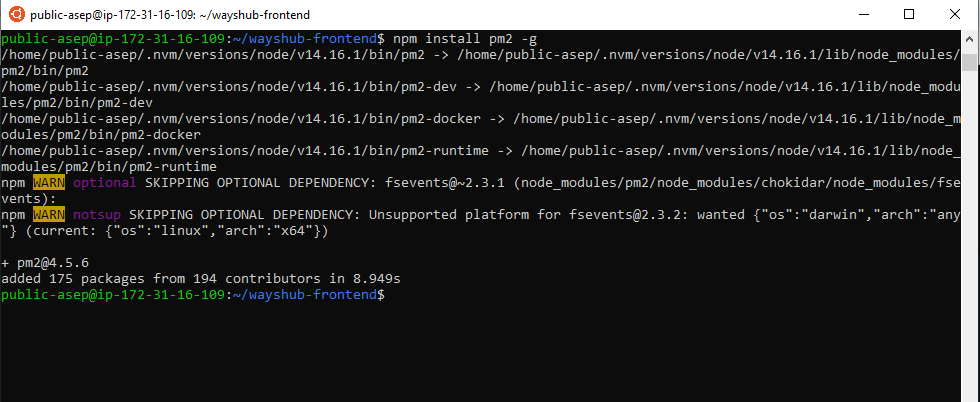 public-asep@ip-172-31-16-109: ~/wayshub-frontend
public-asep@ip-172-31-16-109:~/wayshub-frontend$ npm install pm2 -g
/home/public-asep/.nvm/versions/node/v14.16.1/bin/pm2 -> /home/public-asep/.nvm/versions/node/v14.16.1/lib/node_modules/
pm2/bin/pm2
/home/public-asep/.nvm/versions/node/v14.16.1/bin/pm2-dev -> /home/public-asep/.nvm/versions/node/v14.16.1/lib/node_modu
les/pm2/bin/pm2-dev
/home/public-asep/.nvm/versions/node/v14.16.1/bin/pm2-docker -> /home/public-asep/.nvm/versions/node/v14.16.1/lib/node_m
odules/pm2/bin/pm2-docker
/home/public-asep/.nvm/versions/node/v14.16.1/bin/pm2-runtime -> /home/public-asep/.nvm/versions/node/v14.16.1/lib/node_
modules/pm2/bin/pm2-runtime
npm WARN optional SKIPPING OPTIONAL DEPENDENCY: fsevents@~2.3.1 (node_modules/pm2/node_modules/chokidar/node_modules/fse
vents):
npm WARN notsup SKIPPING OPTIONAL DEPENDENCY: Unsupported platform for fsevents@2.3.2: wanted {"os":"darwin","arch":"any
"} (current: {"os":"linux","arch":"x64"})
+ pm2@4.5.6
added 175 packages from 194 contributors in 8.949s
public-asep@ip-172-31-16-109:~/wayshub-frontend$